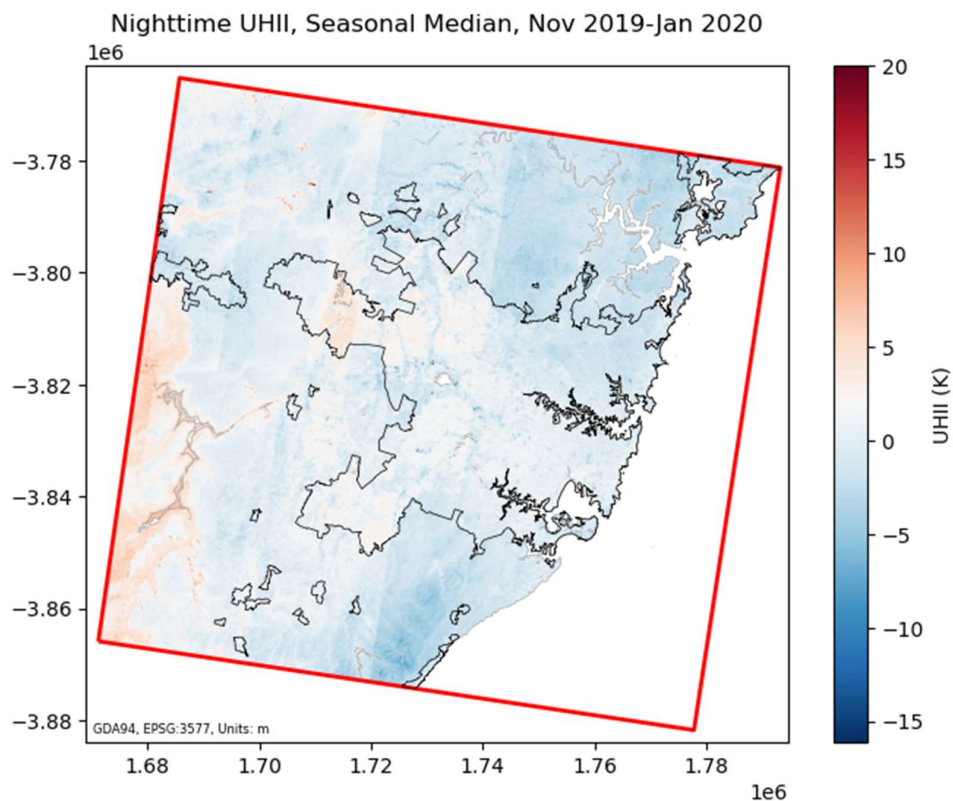 Nighttime UHII, Seasonal Median, Nov 2019-Jan 2020
1e6
−3.78
−3.80
−3.82
−3.84
−3.86
−3.88
GDA94, EPSG:3577, Units: m
1.68 1.70 1.72 1.74 1.76 1.78
1e6
20
15
10
5
0
−5
−10
−15
UHII (K)